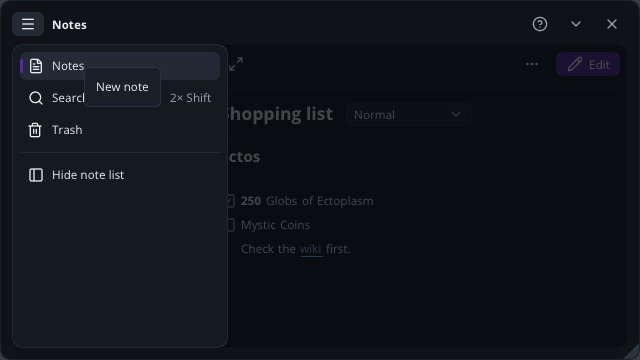 Notes
Notes
New note
Search
2× Shift
Trash
Hide note list
Edit
hopping list
Normal
ctos
250 Globs of Ectoplasm
Mystic Coins
Check the wiki first.